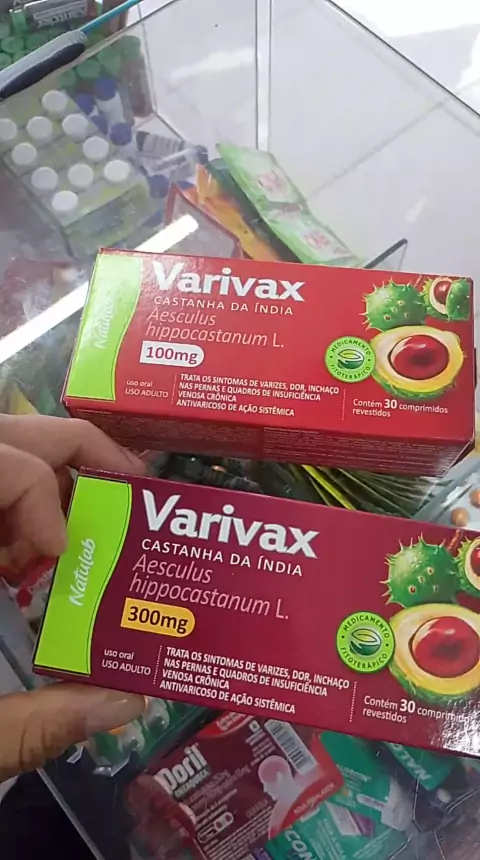 Natulab
Varivax
CASTANHA DA ÍNDIA
Aesculus
hippocastanum L.
100mg
uso oral
USO ADULTO
TRATA OS SINTOMAS DE VARIZES, DOR, INCHAÇO
NAS PERNAS E QUADROS DE INSUFICIÊNCIA
VENOSA CRÔNICA
ANTIVARICOSO DE AÇÃO SISTÊMICA
MEDICAMENTO
FITOTERÁPICO
Contém 30 comprimidos
revestidos
Natulab
Varivax
CASTANHA DA ÍNDIA
Aesculus
hippocastanum L.
300mg
uso oral
USO ADULTO
TRATA OS SINTOMAS DE VARIZES, DOR, INCHAÇO
NAS PERNAS E QUADROS DE INSUFICIÊNCIA
VENOSA CRÔNICA
ANTIVARICOSO DE AÇÃO SISTÊMICA
MEDICAMENTO
FITOTERÁPICO
Contém 30 comprimido
revestidos
Doril
ENXAQUECA